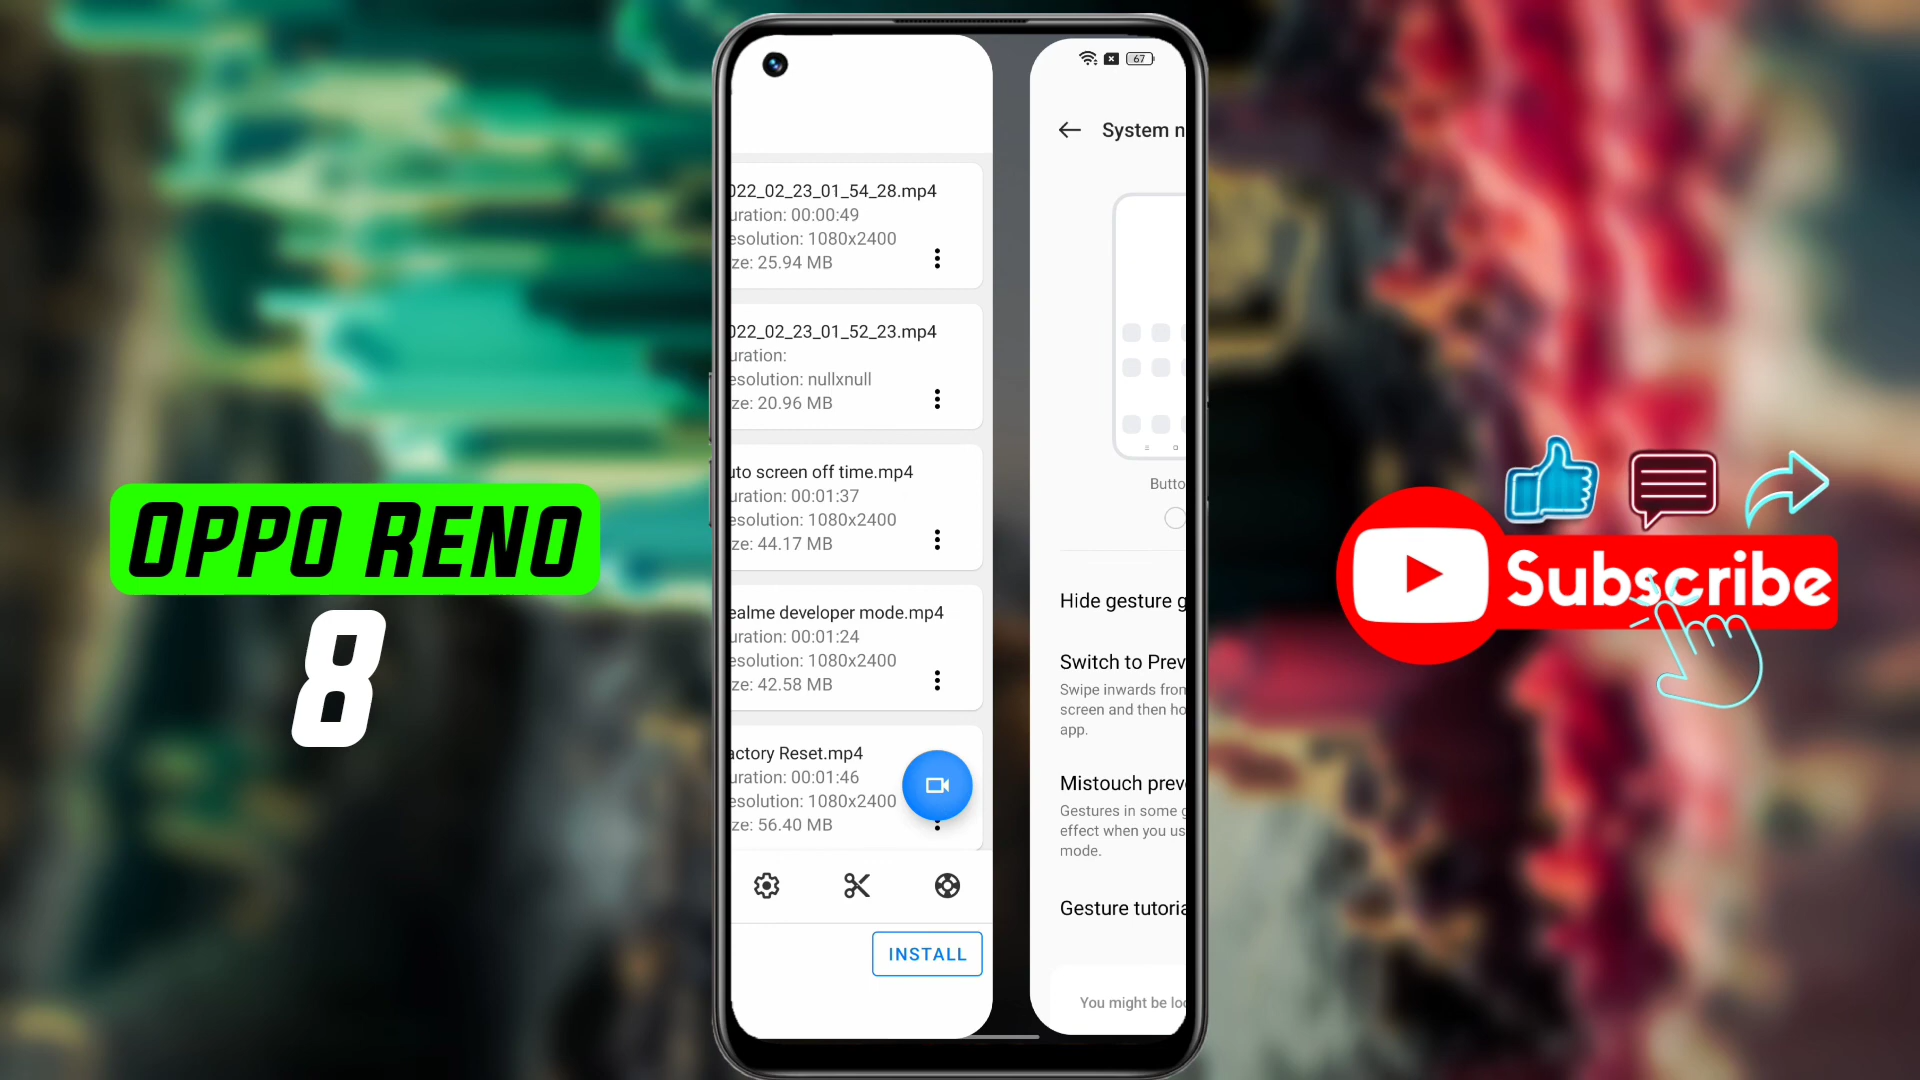 OPPO RENO
8
022_02_23_01_54_28.mp4
uration: 00:00:49
esolution: 1080x2400
ze: 25.94 MB
022_02_23_01_52_23.mp4
uration:
esolution: nullxnull
ze: 20.96 MB
uto screen off time.mp4
uration: 00:01:37
esolution: 1080x2400
ze: 44.17 MB
ealme developer mode.mp4
uration: 00:01:24
esolution: 1080x2400
ze: 42.58 MB
actory Reset.mp4
uration: 00:01:46
esolution: 1080x2400
ze: 56.40 MB
INSTALL
67
System n
Butto
Hide gesture g
Switch to Prev
Swipe inwards from
screen and then ho
app.
Mistouch preve
Gestures in some g
effect when you us
mode.
Gesture tutoria
You might be loo
Subscribe